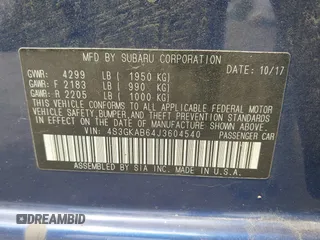 MFD BY SUBARU CORPORATION
DATE: 10/17
GVWR: 4299 LB ( 1950 KG)
GAWR: F 2183 LB ( 990 KG)
GAWR: R 2205 LB ( 1000 KG)
THIS VEHICLE CONFORMS TO ALL APPLICABLE FEDERAL MOTOR
VEHICLE SAFETY, BUMPER, AND THEFT PREVENTION STANDARDS IN
EFFECT ON THE DATE OF MANUFACTURE SHOWN ABOVE.
VIN: 4S3GKAB64J3604540
PASSENGER CAR
ASSEMBLED BY SIA INC. MADE IN U.S.A.
DREAMBID